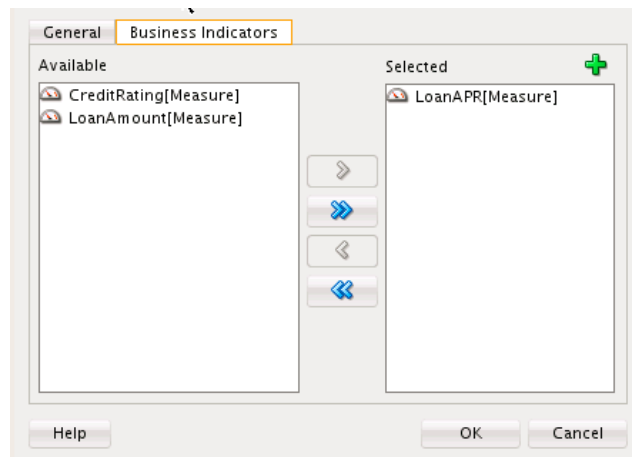 General
Business Indicators
Available
Selected
CreditRating[Measure]
LoanAmount[Measure]
LoanAPR[Measure]
Help
OK
Cancel